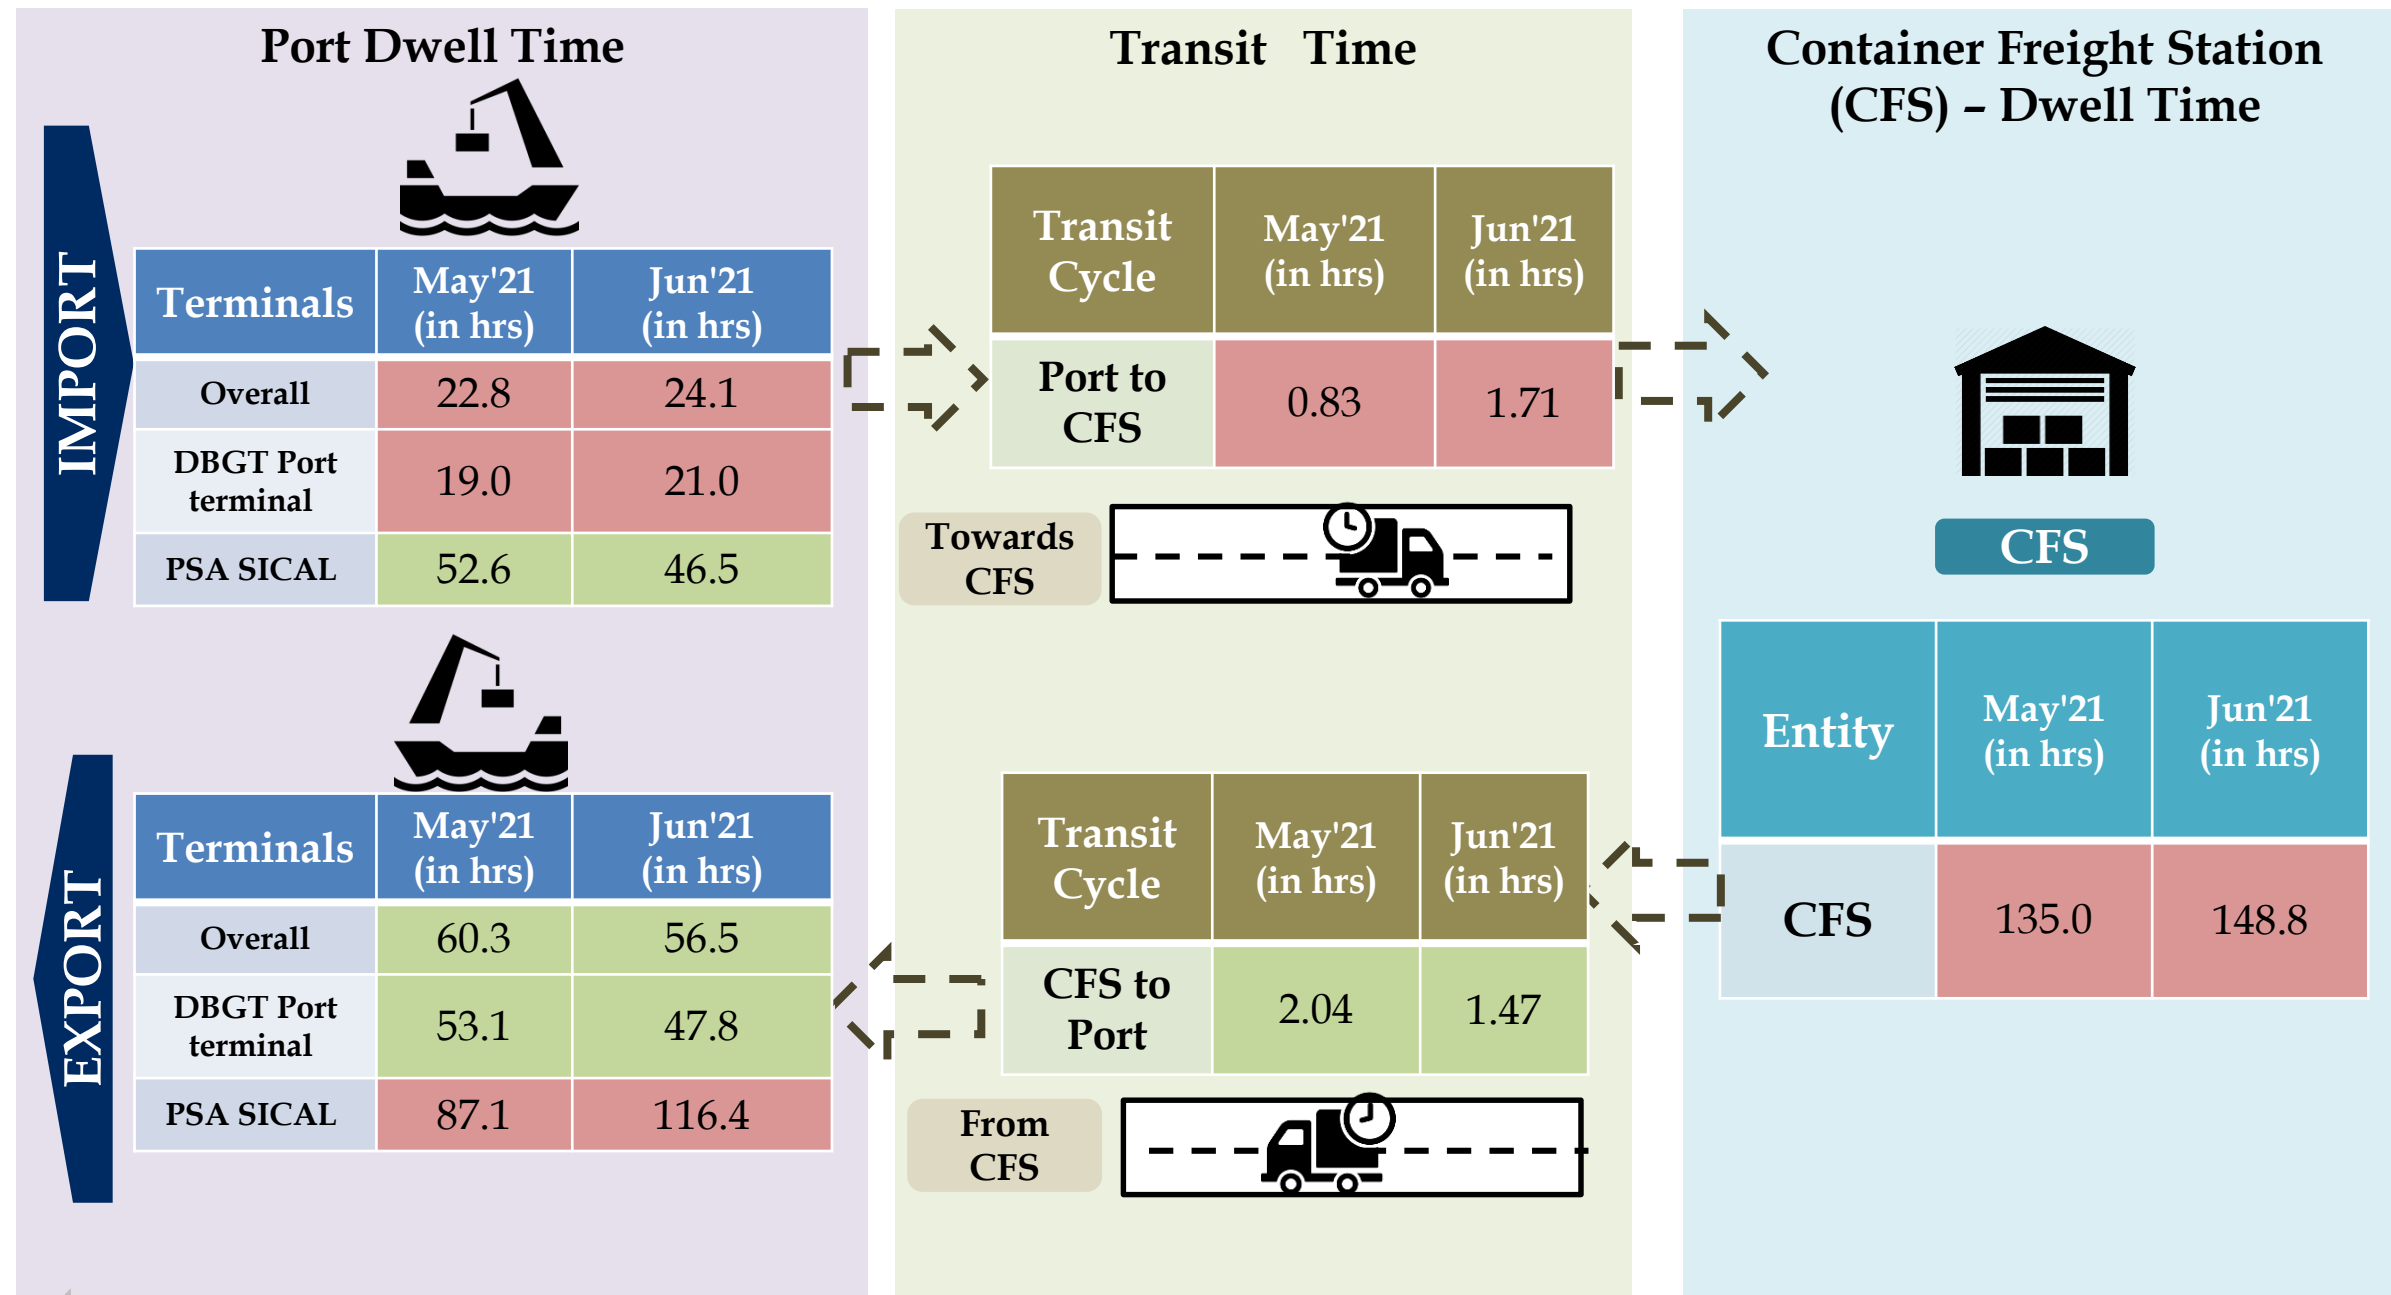 Port Dwell Time
IMPORT
Terminals May'21 (in hrs) Jun'21 (in hrs)
Overall 22.8 24.1
DBGT Port terminal 19.0 21.0
PSA SICAL 52.6 46.5
EXPORT
Terminals May'21 (in hrs) Jun'21 (in hrs)
Overall 60.3 56.5
DBGT Port terminal 53.1 47.8
PSA SICAL 87.1 116.4
Transit Time
Transit Cycle May'21 (in hrs) Jun'21 (in hrs)
Port to CFS 0.83 1.71
Towards
CFS
Transit Cycle May'21 (in hrs) Jun'21 (in hrs)
CFS to Port 2.04 1.47
From
CFS
Container Freight Station
(CFS) – Dwell Time
CFS
Entity May'21 (in hrs) Jun'21 (in hrs)
CFS 135.0 148.8